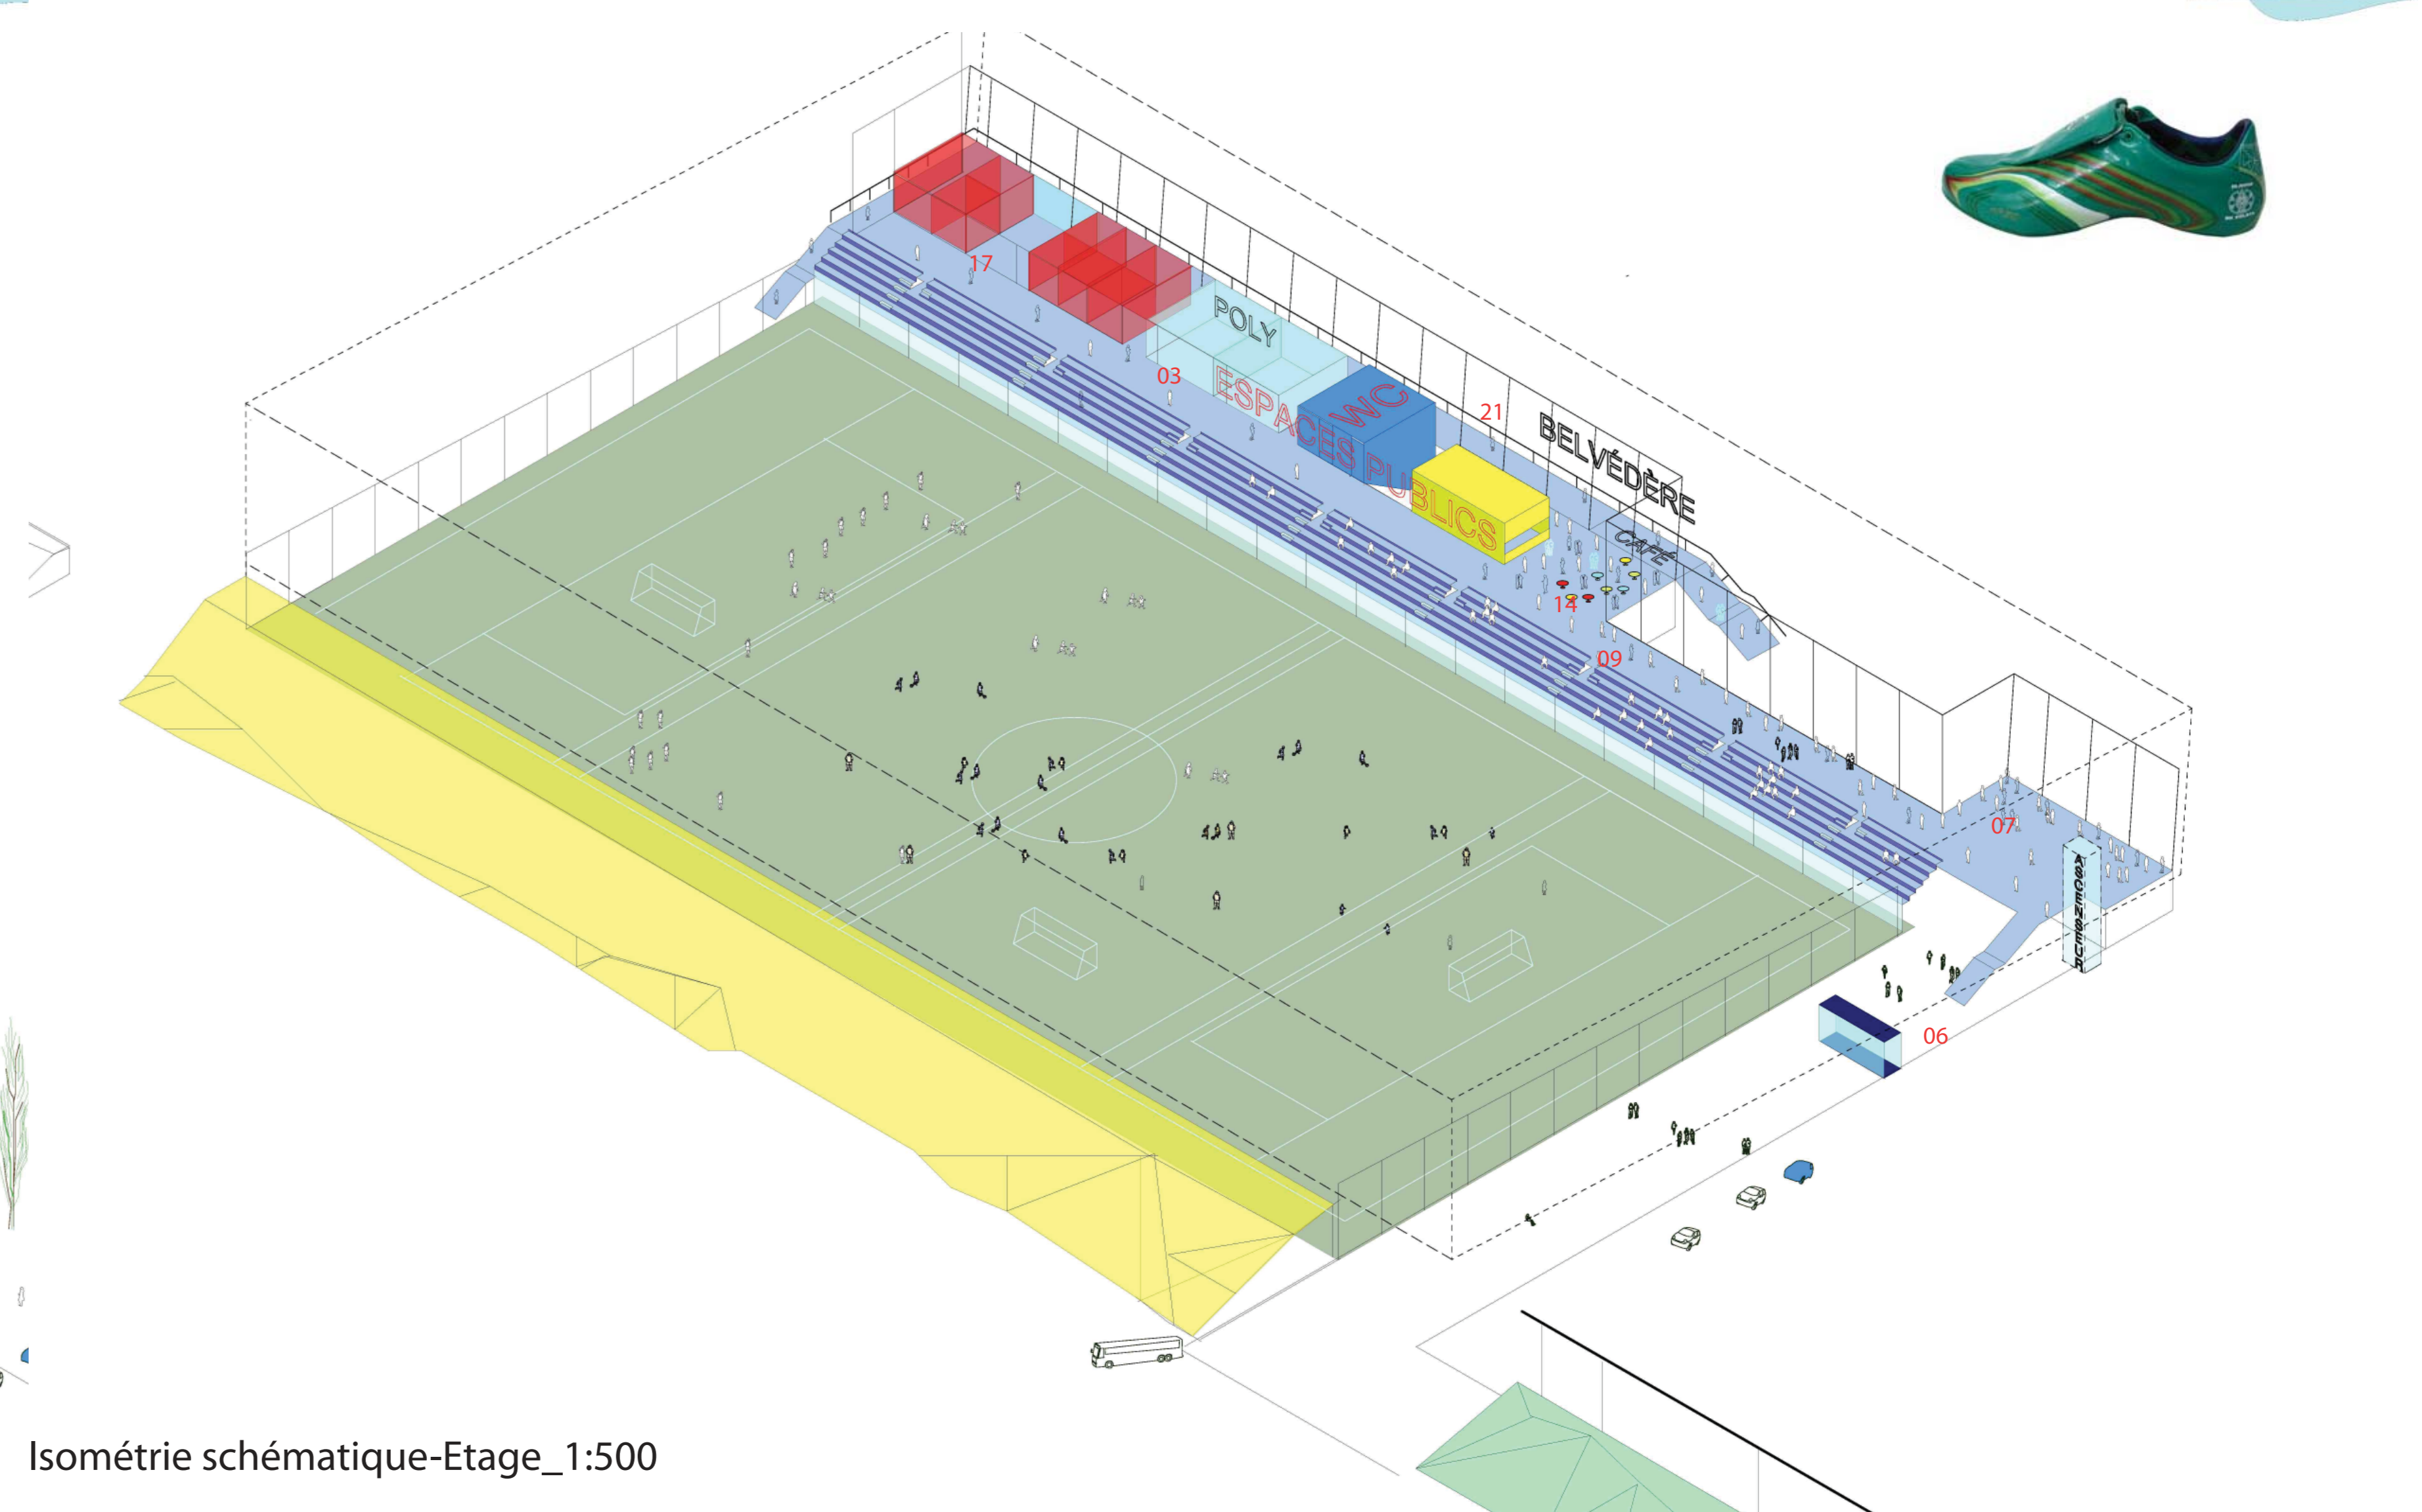 17
POLY
03
ESPACES PUBLICS
WC
21
BELVÉDÈRE
CAFÉ
14
09
07
ASCENSEUR
06
Isométrie schématique-Etage_1:500